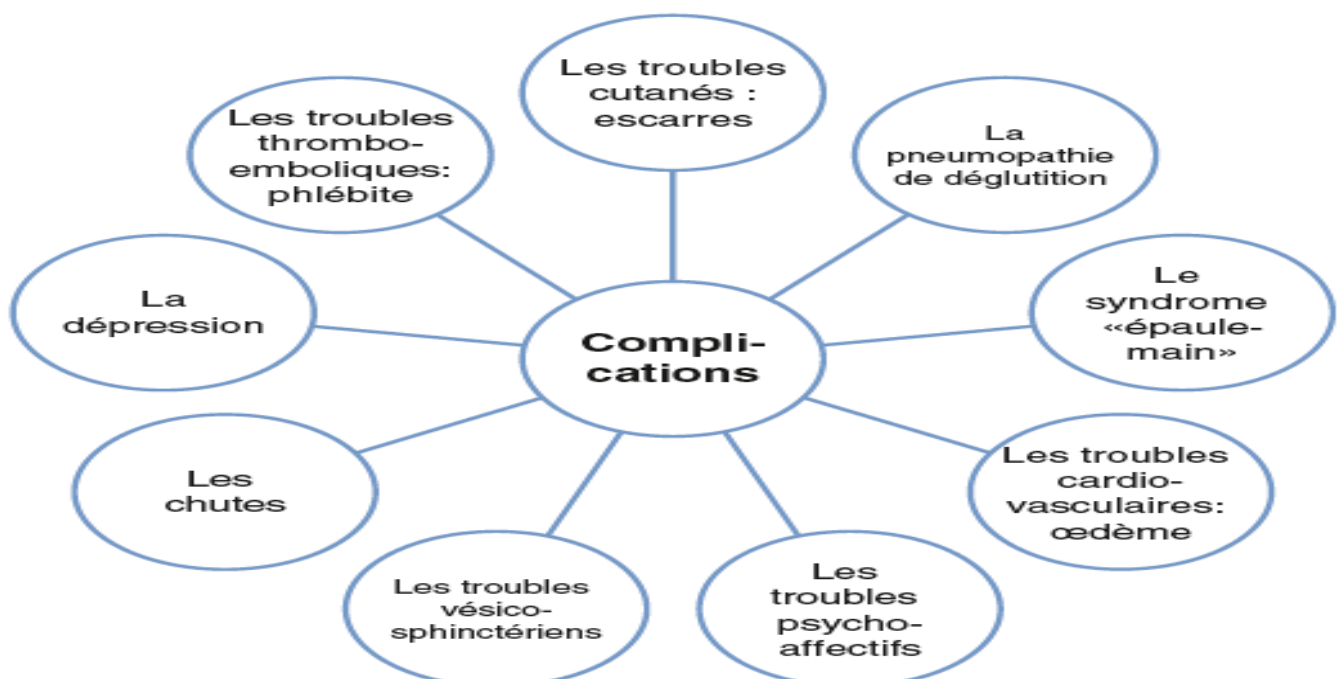 Les troubles
cutanés :
escarres
La
pneumopathie
de déglutition
Le
syndrome
«épaule-
main»
Les troubles
cardio-
vasculaires:
œdème
Les
troubles
psycho-
affectifs
Les troubles
vésico-
sphinctériens
Les
chutes
La
dépression
Les troubles
thrombo-
emboliques:
phlébite
Compli-
cations